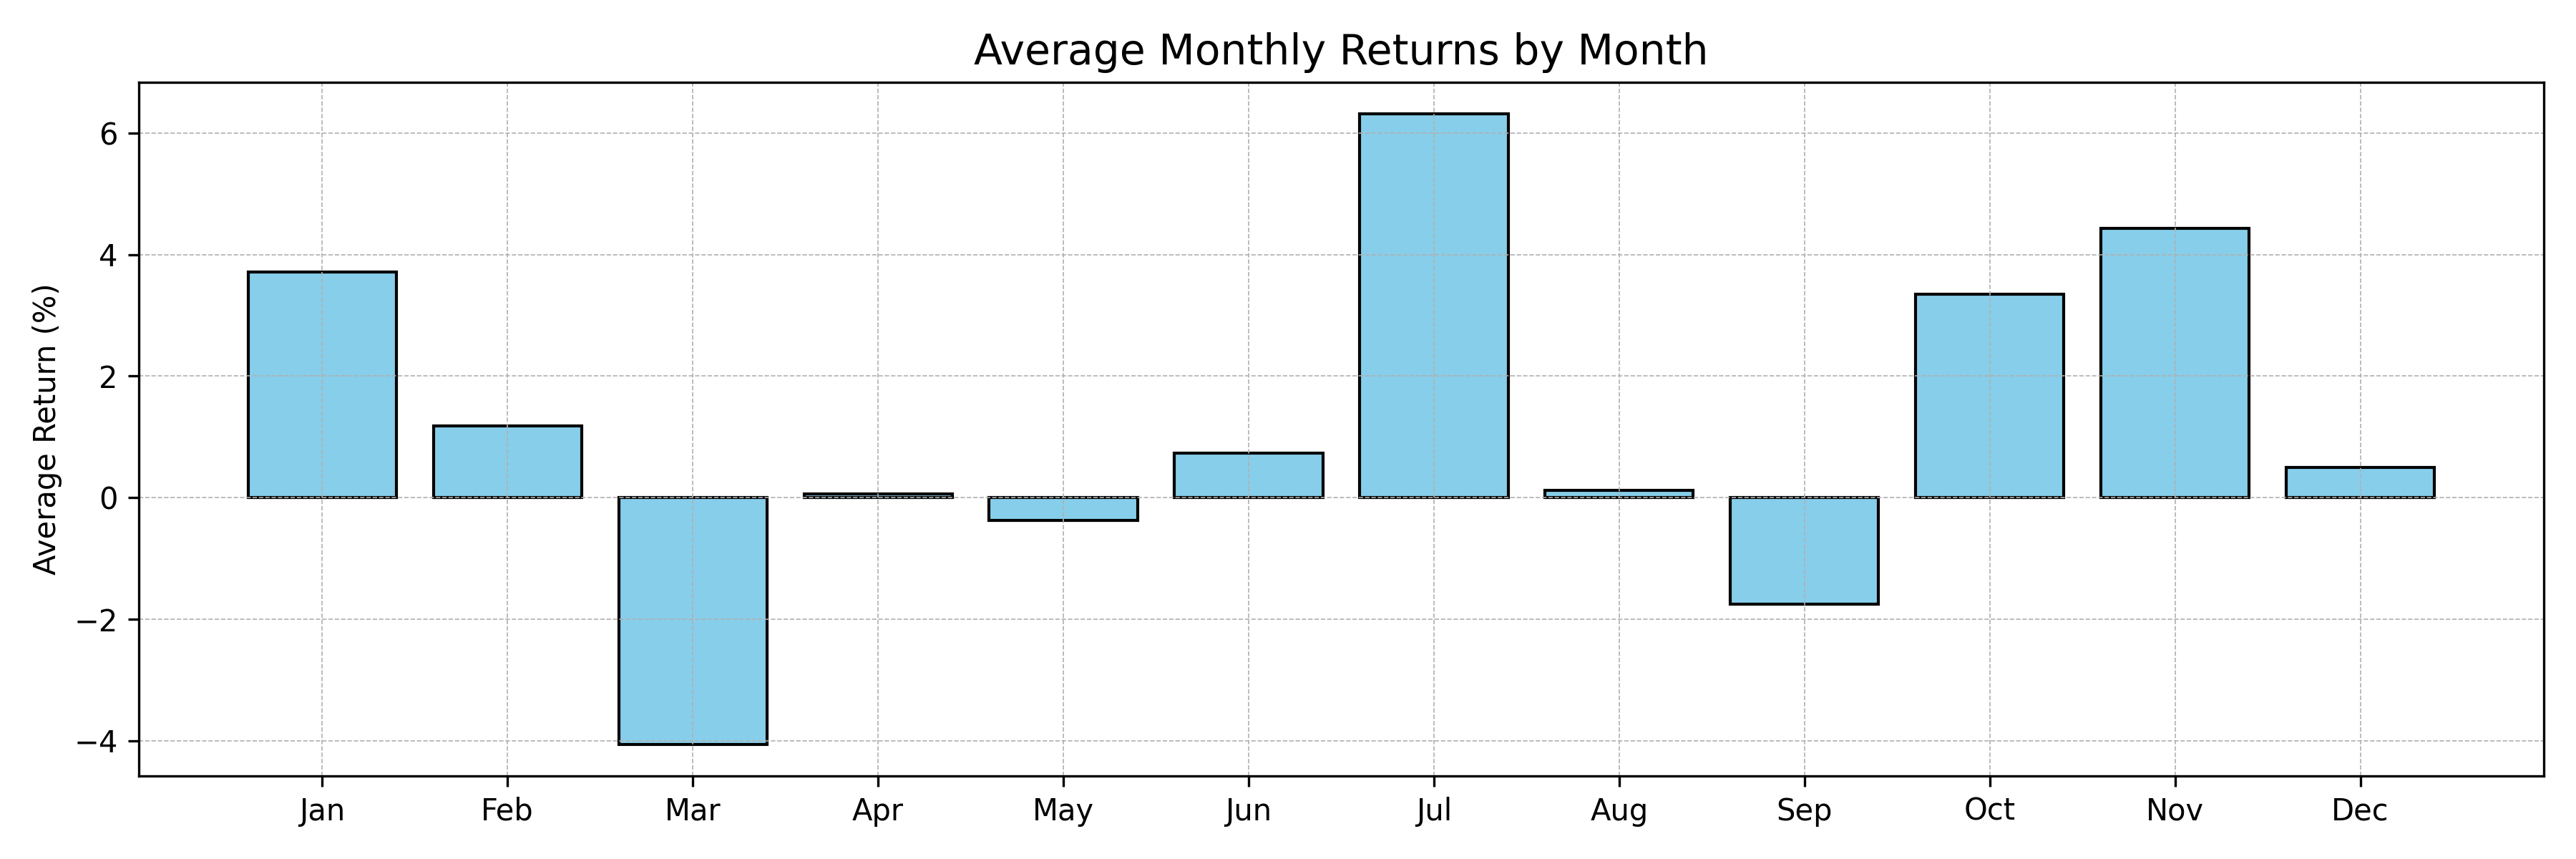 Average Monthly Returns by Month
Average Return (%)
6
4
2
0
−2
−4
Jan Feb Mar Apr May Jun Jul Aug Sep Oct Nov Dec